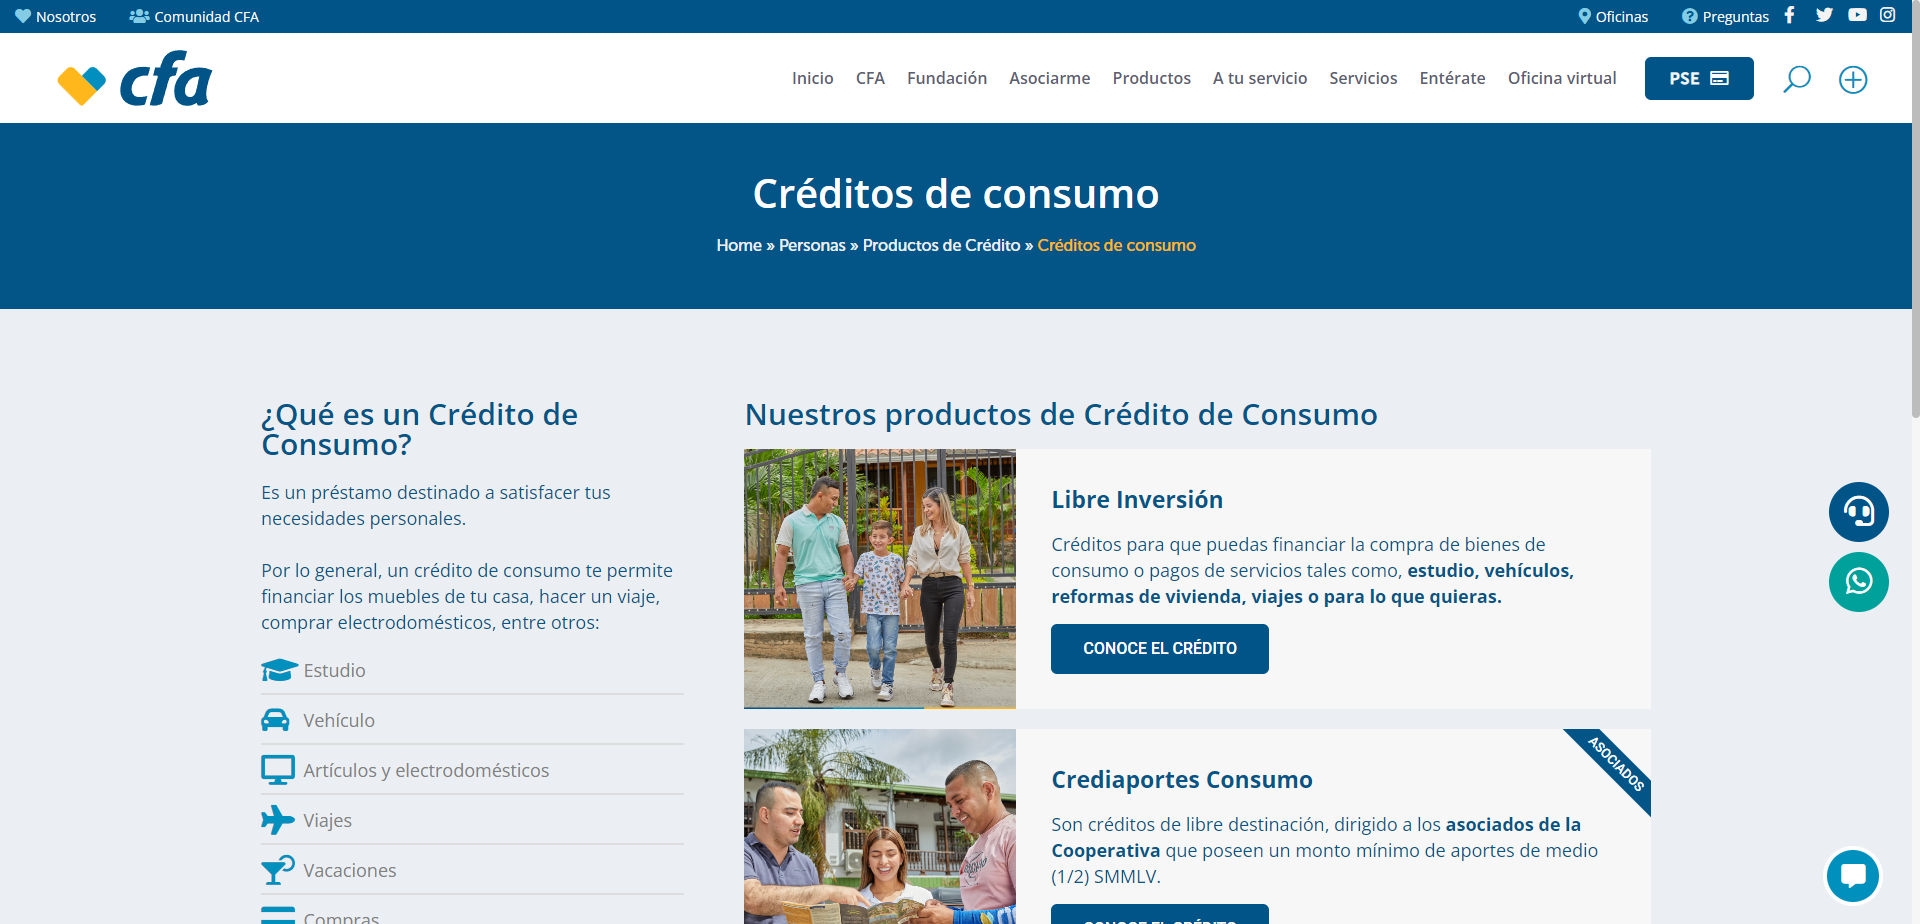 Nosotros
Comunidad CFA
Oficinas
Preguntas
cfa
Inicio
CFA
Fundación
Asociarme
Productos
A tu servicio
Servicios
Entérate
Oficina virtual
PSE
Créditos de consumo
Home » Personas » Productos de Crédito » Créditos de consumo
¿Qué es un Crédito de
Consumo?
Es un préstamo destinado a satisfacer tus
necesidades personales.
Por lo general, un crédito de consumo te permite
financiar los muebles de tu casa, hacer un viaje,
comprar electrodomésticos, entre otros:
Estudio
Vehículo
Artículos y electrodomésticos
Viajes
Vacaciones
Compras
Nuestros productos de Crédito de Consumo
Libre Inversión
Créditos para que puedas financiar la compra de bienes de
consumo o pagos de servicios tales como, estudio, vehículos,
reformas de vivienda, viajes o para lo que quieras.
CONOCE EL CRÉDITO
ASOCIADOS
Crediaportes Consumo
Son créditos de libre destinación, dirigido a los asociados de la
Cooperativa que poseen un monto mínimo de aportes de medio
(1/2) SMMLV.
CONOCE EL CRÉDITO